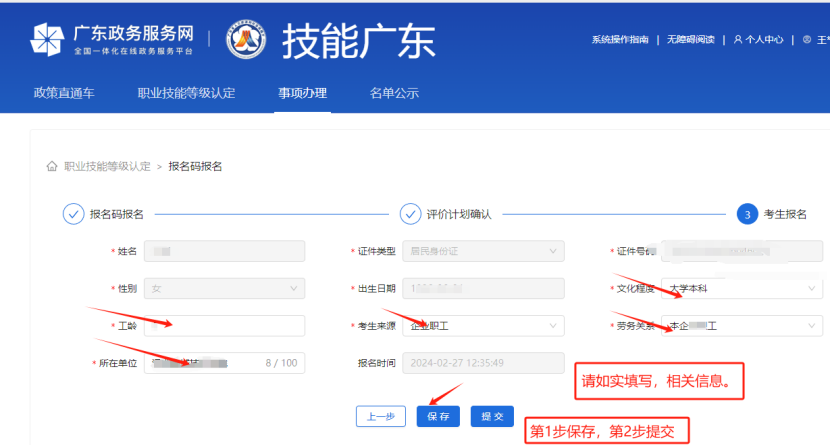 广东政务服务网
全国一体化在线政务服务平台
技能广东
系统操作指南 | 无障碍阅读 | 个人中心 |
政策直通车 职业技能等级认定 事项办理 名单公示
职业技能等级认定 > 报名码报名
报名码报名 评价计划确认 3 考生报名
* 姓名 * 证件类型 居民身份证 * 证件号码
* 性别 女 * 出生日期 * 文化程度 大学本科
* 工龄 * 考生来源 企业职工 * 劳务关系 本企 工
* 所在单位 8 / 100 报名时间 2024-02-27 12:35:49
请如实填写，相关信息。
上一步 保存 提交
第1步保存，第2步提交